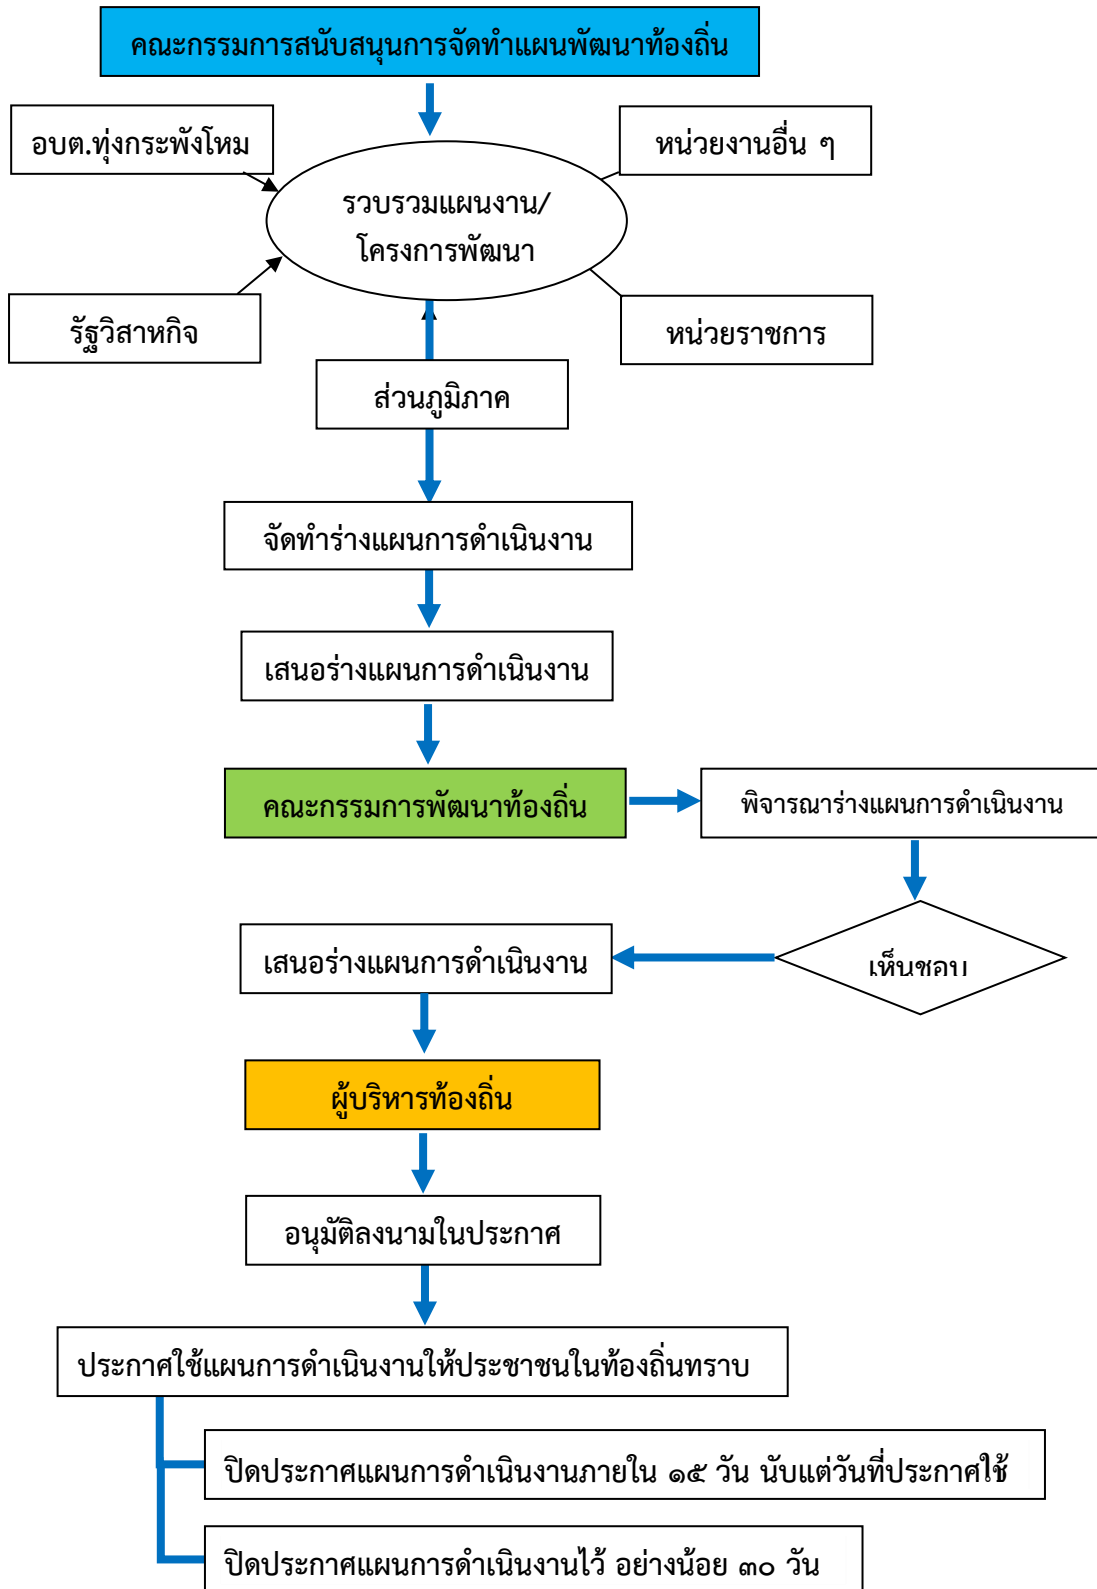 คณะกรรมการสนับสนุนการจัดทำแผนพัฒนาท้องถิ่น
อบต.ทุ่งกระพังโหม
หน่วยงานอื่น ๆ
รวบรวมแผนงาน/
โครงการพัฒนา
รัฐวิสาหกิจ
หน่วยราชการ
ส่วนภูมิภาค
จัดทำร่างแผนการดำเนินงาน
เสนอร่างแผนการดำเนินงาน
คณะกรรมการพัฒนาท้องถิ่น
พิจารณาร่างแผนการดำเนินงาน
เสนอร่างแผนการดำเนินงาน
เห็นชอบ
ผู้บริหารท้องถิ่น
อนุมัติลงนามในประกาศ
ประกาศใช้แผนการดำเนินงานให้ประชาชนในท้องถิ่นทราบ
ปิดประกาศแผนการดำเนินงานภายใน ๑๕ วัน นับแต่วันที่ประกาศใช้
ปิดประกาศแผนการดำเนินงานไว้ อย่างน้อย ๓๐ วัน